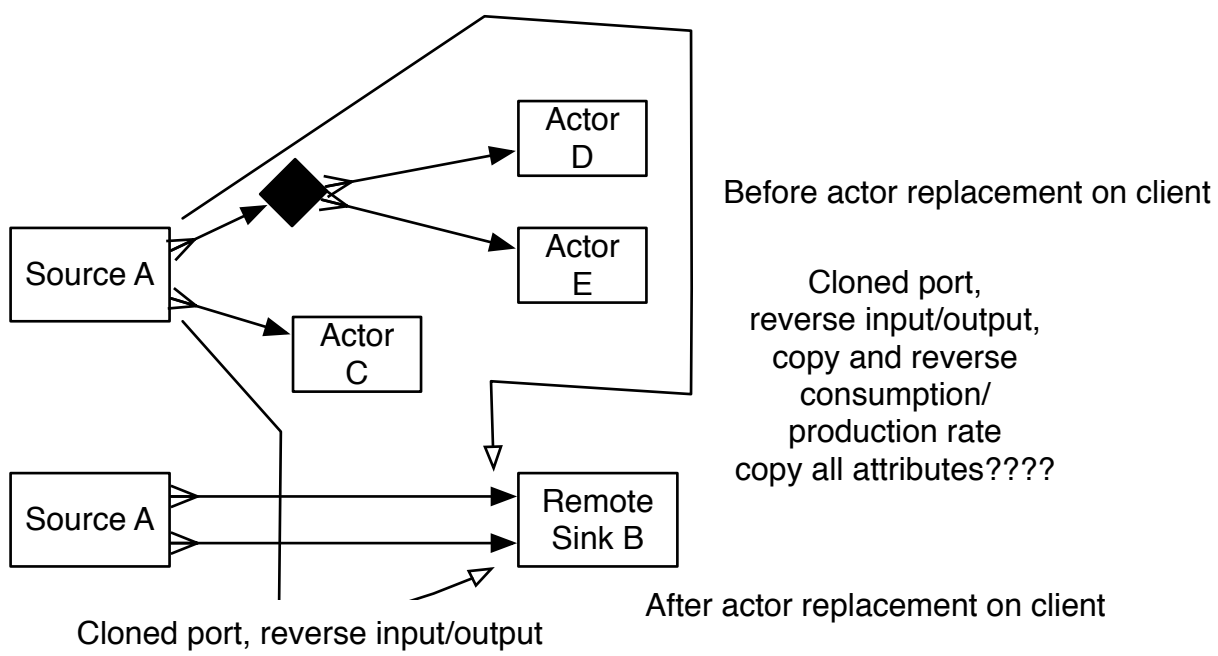 Actor
D
Before actor replacement on client
Source A
Actor
E
Cloned port,
reverse input/output,
copy and reverse
consumption/
production rate
copy all attributes????
Actor
C
Source A
Remote
Sink B
After actor replacement on client
Cloned port, reverse input/output